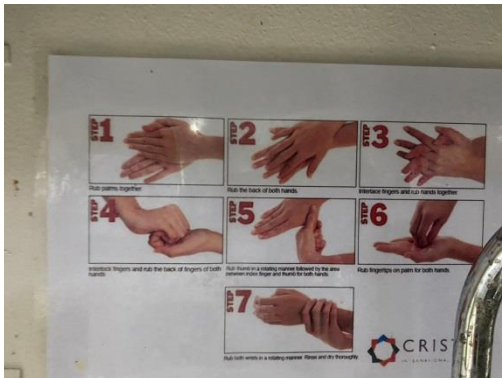 STEP 1
Rub palms together.
STEP 2
Rub the back of both hands.
STEP 3
Interlace fingers and rub hands together.
STEP 4
Interlock fingers and rub the back of fingers of both
hands
STEP 5
Rub thumb in a rotating manner followed by the area
between index finger and thumb for both hands.
STEP 6
Rub fingertips on palm for both hands.
STEP 7
Rub both wrists in a rotating manner. Rinse and dry thoroughly.
CRIST
INTERNATIONAL